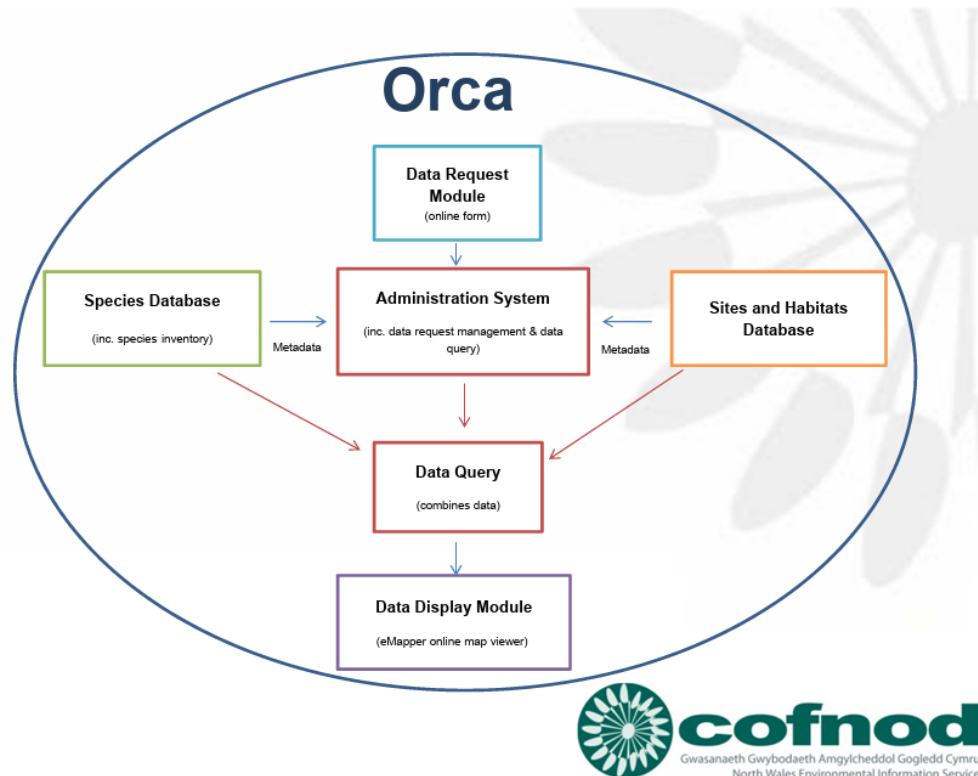 Orca
Data Request
Module
(online form)
Species Database
(inc. species inventory)
Metadata
Administration System
(inc. data request management & data
query)
Metadata
Sites and Habitats
Database
Data Query
(combines data)
Data Display Module
(eMapper online map viewer)
cofnod
Gwasanaeth Gwybodaeth Amgylcheddol Gogledd Cymru
North Wales Environmental Information Service